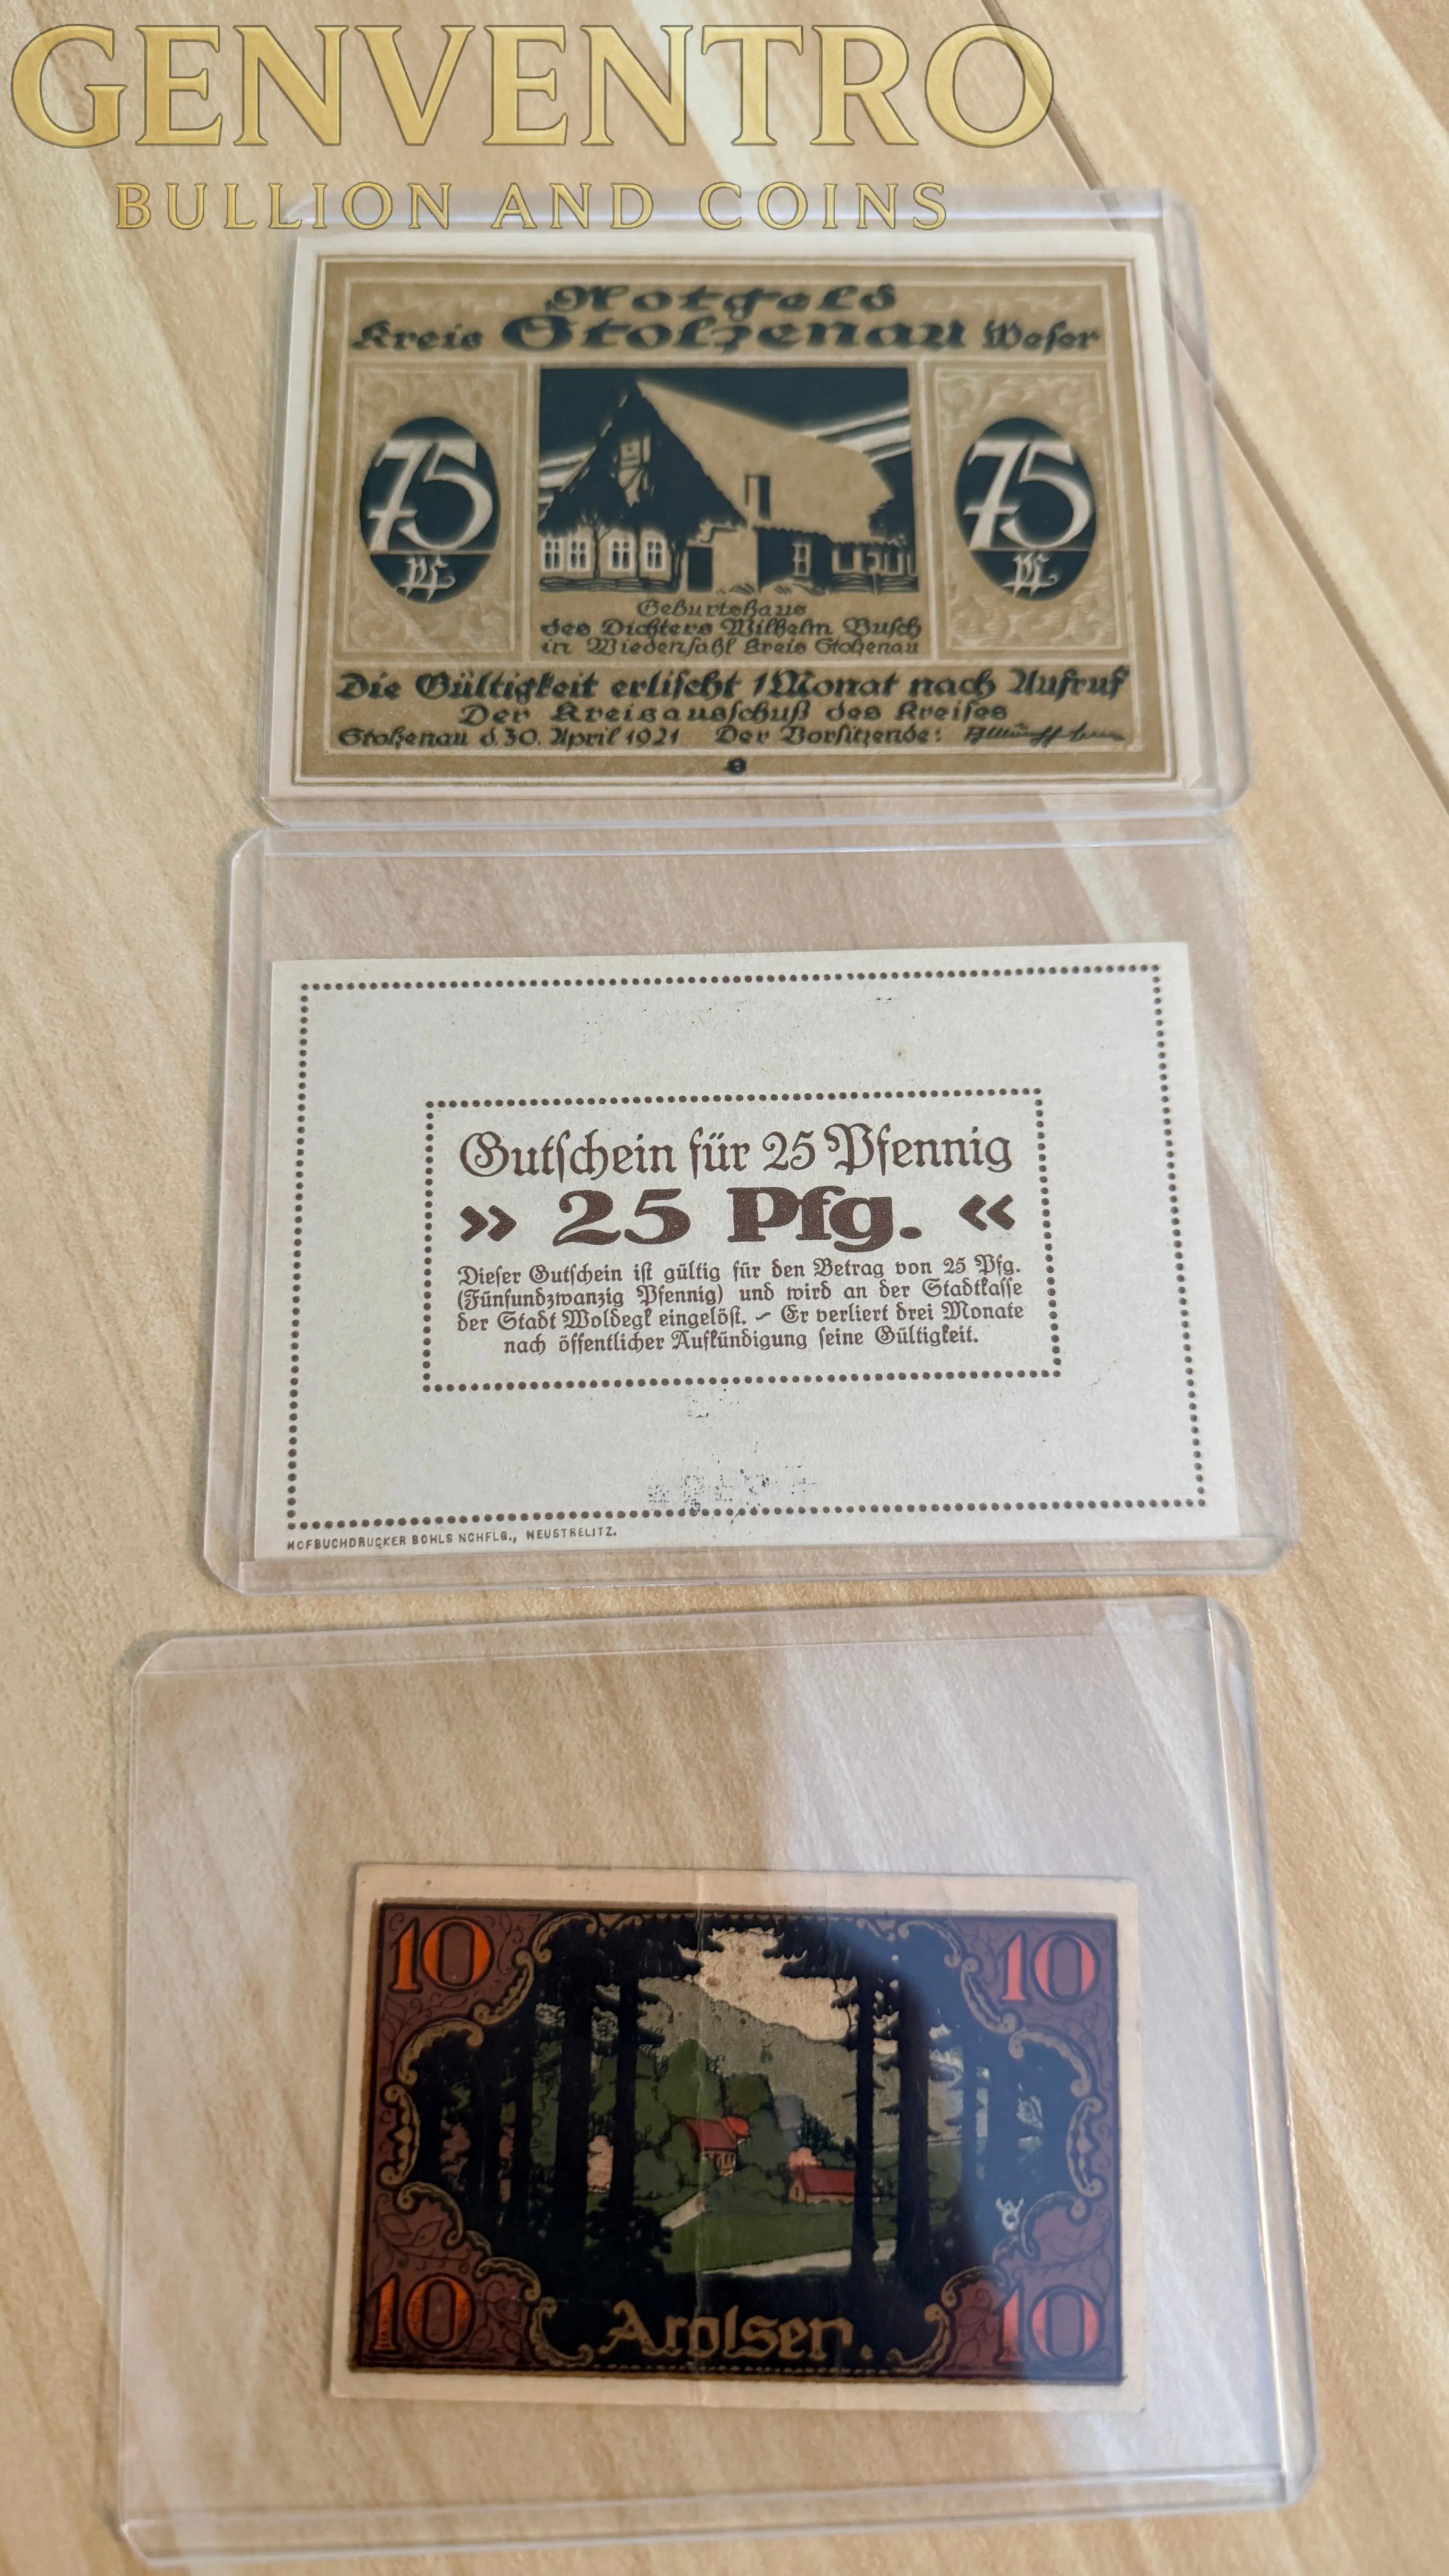 GENVENTRO
BULLION AND COINS
Notgeld
Kreis Stolzenau Weser
75
Pf
75
Pf
Geburtshaus
des Dichters Wilhelm Busch
in Wiedensahl Kreis Stolzenau
Die Gültigkeit erlischt 1 Monat nach Aufruf
Der Kreisausschuß des Kreises
Stolzenau d. 30. April 1921 Der Vorsitzende:
Gutschein für 25 Pfennig
» 25 Pfg. «
Dieser Gutschein ist gültig für den Betrag von 25 Pfg.
(Fünfundzwanzig Pfennig) und wird an der Stadtkasse
der Stadt Woldegk eingelöst. – Er verliert drei Monate
nach öffentlicher Aufkündigung seine Gültigkeit.
HOFBUCHDRUCKER BOHLS NCHFLG., NEUSTRELITZ.
10
10
10
Arolsen.
10